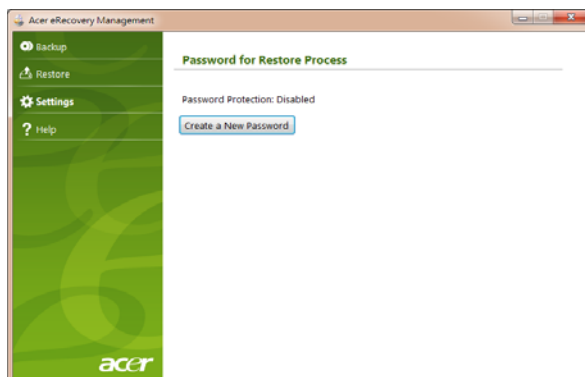 Acer eRecovery Management
Backup
Restore
Settings
Help
Password for Restore Process
Password Protection: Disabled
Create a New Password
acer